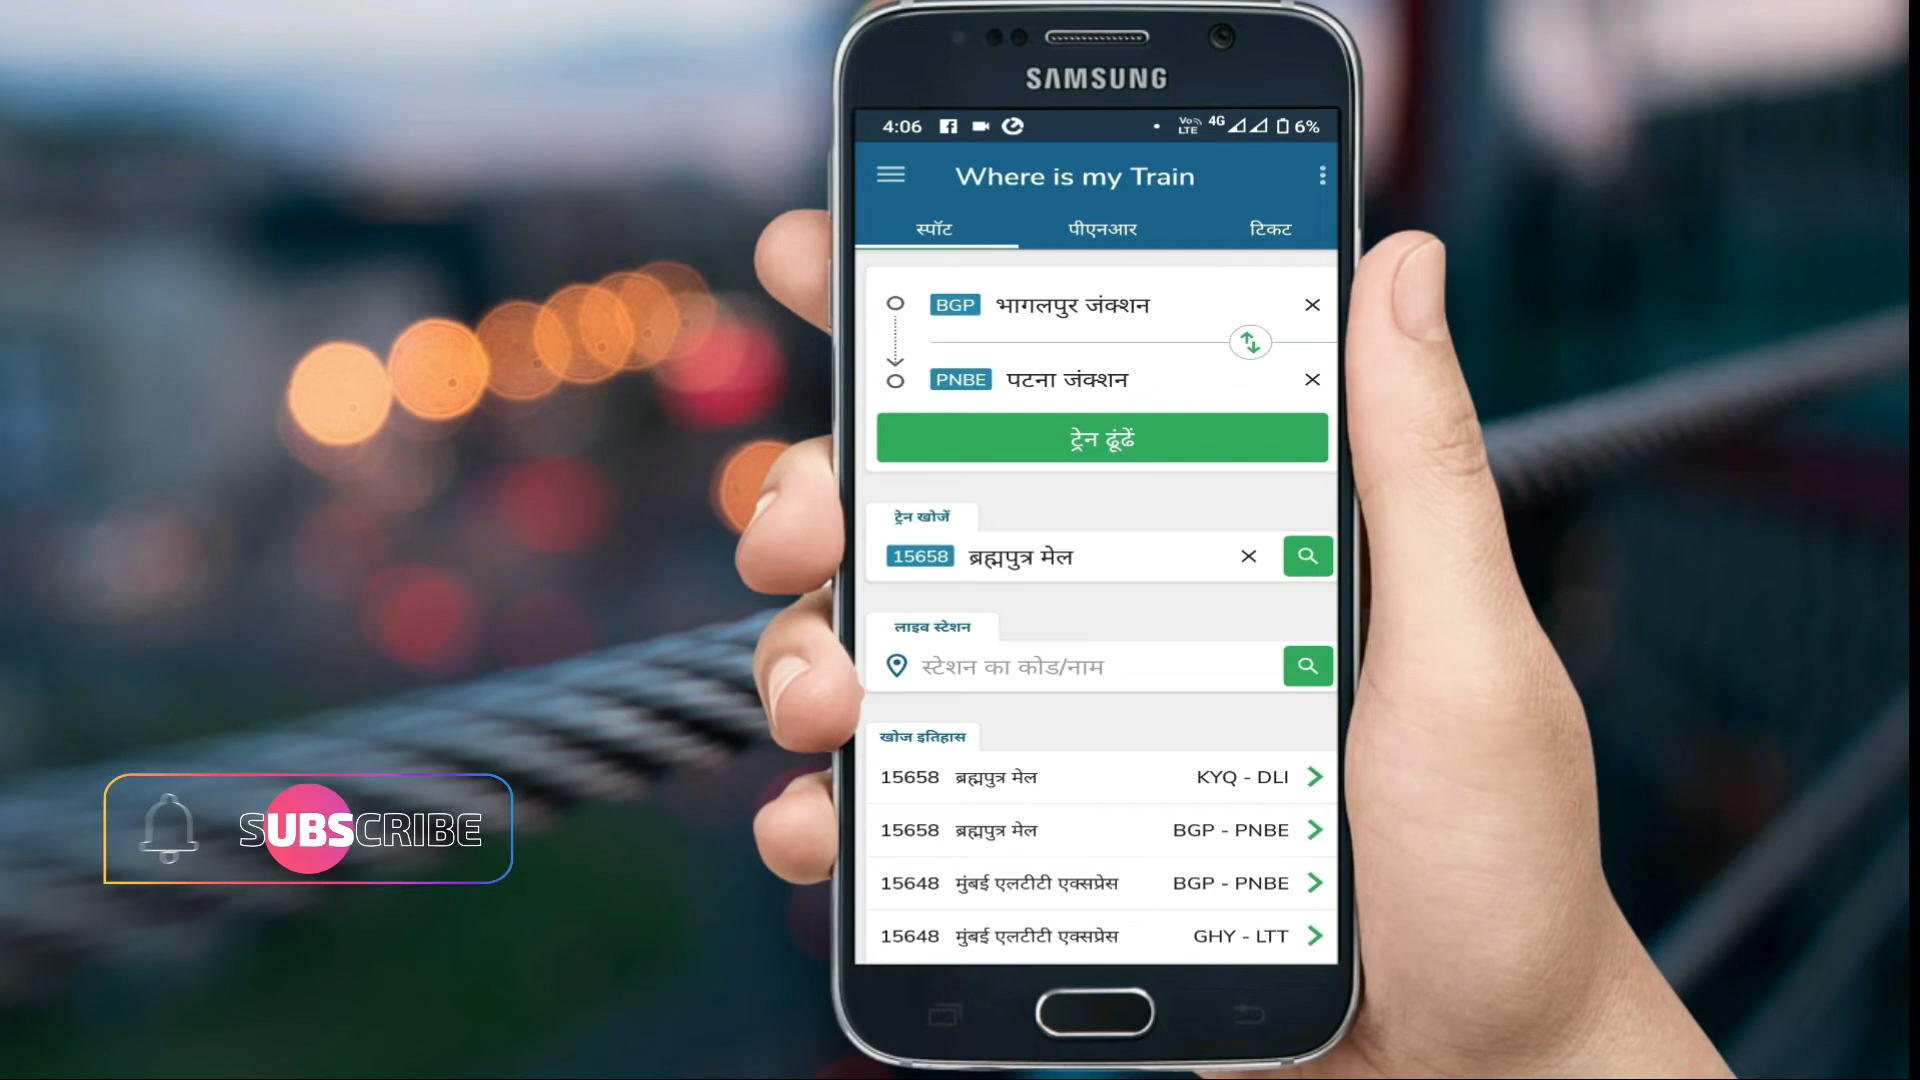 SAMSUNG
4:06 Vo LTE 4G 6%
Where is my Train
स्पॉट पीएनआर टिकट
BGP भागलपुर जंक्शन
PNBE पटना जंक्शन
ट्रेन ढूंढें
ट्रेन खोजें
15658 ब्रह्मपुत्र मेल
लाइव स्टेशन
स्टेशन का कोड/नाम
खोज इतिहास
15658 ब्रह्मपुत्र मेल KYQ - DLI
15658 ब्रह्मपुत्र मेल BGP - PNBE
SUBSCRIBE
15648 मुंबई एलटीटी एक्सप्रेस BGP - PNBE
15648 मुंबई एलटीटी एक्सप्रेस GHY - LTT